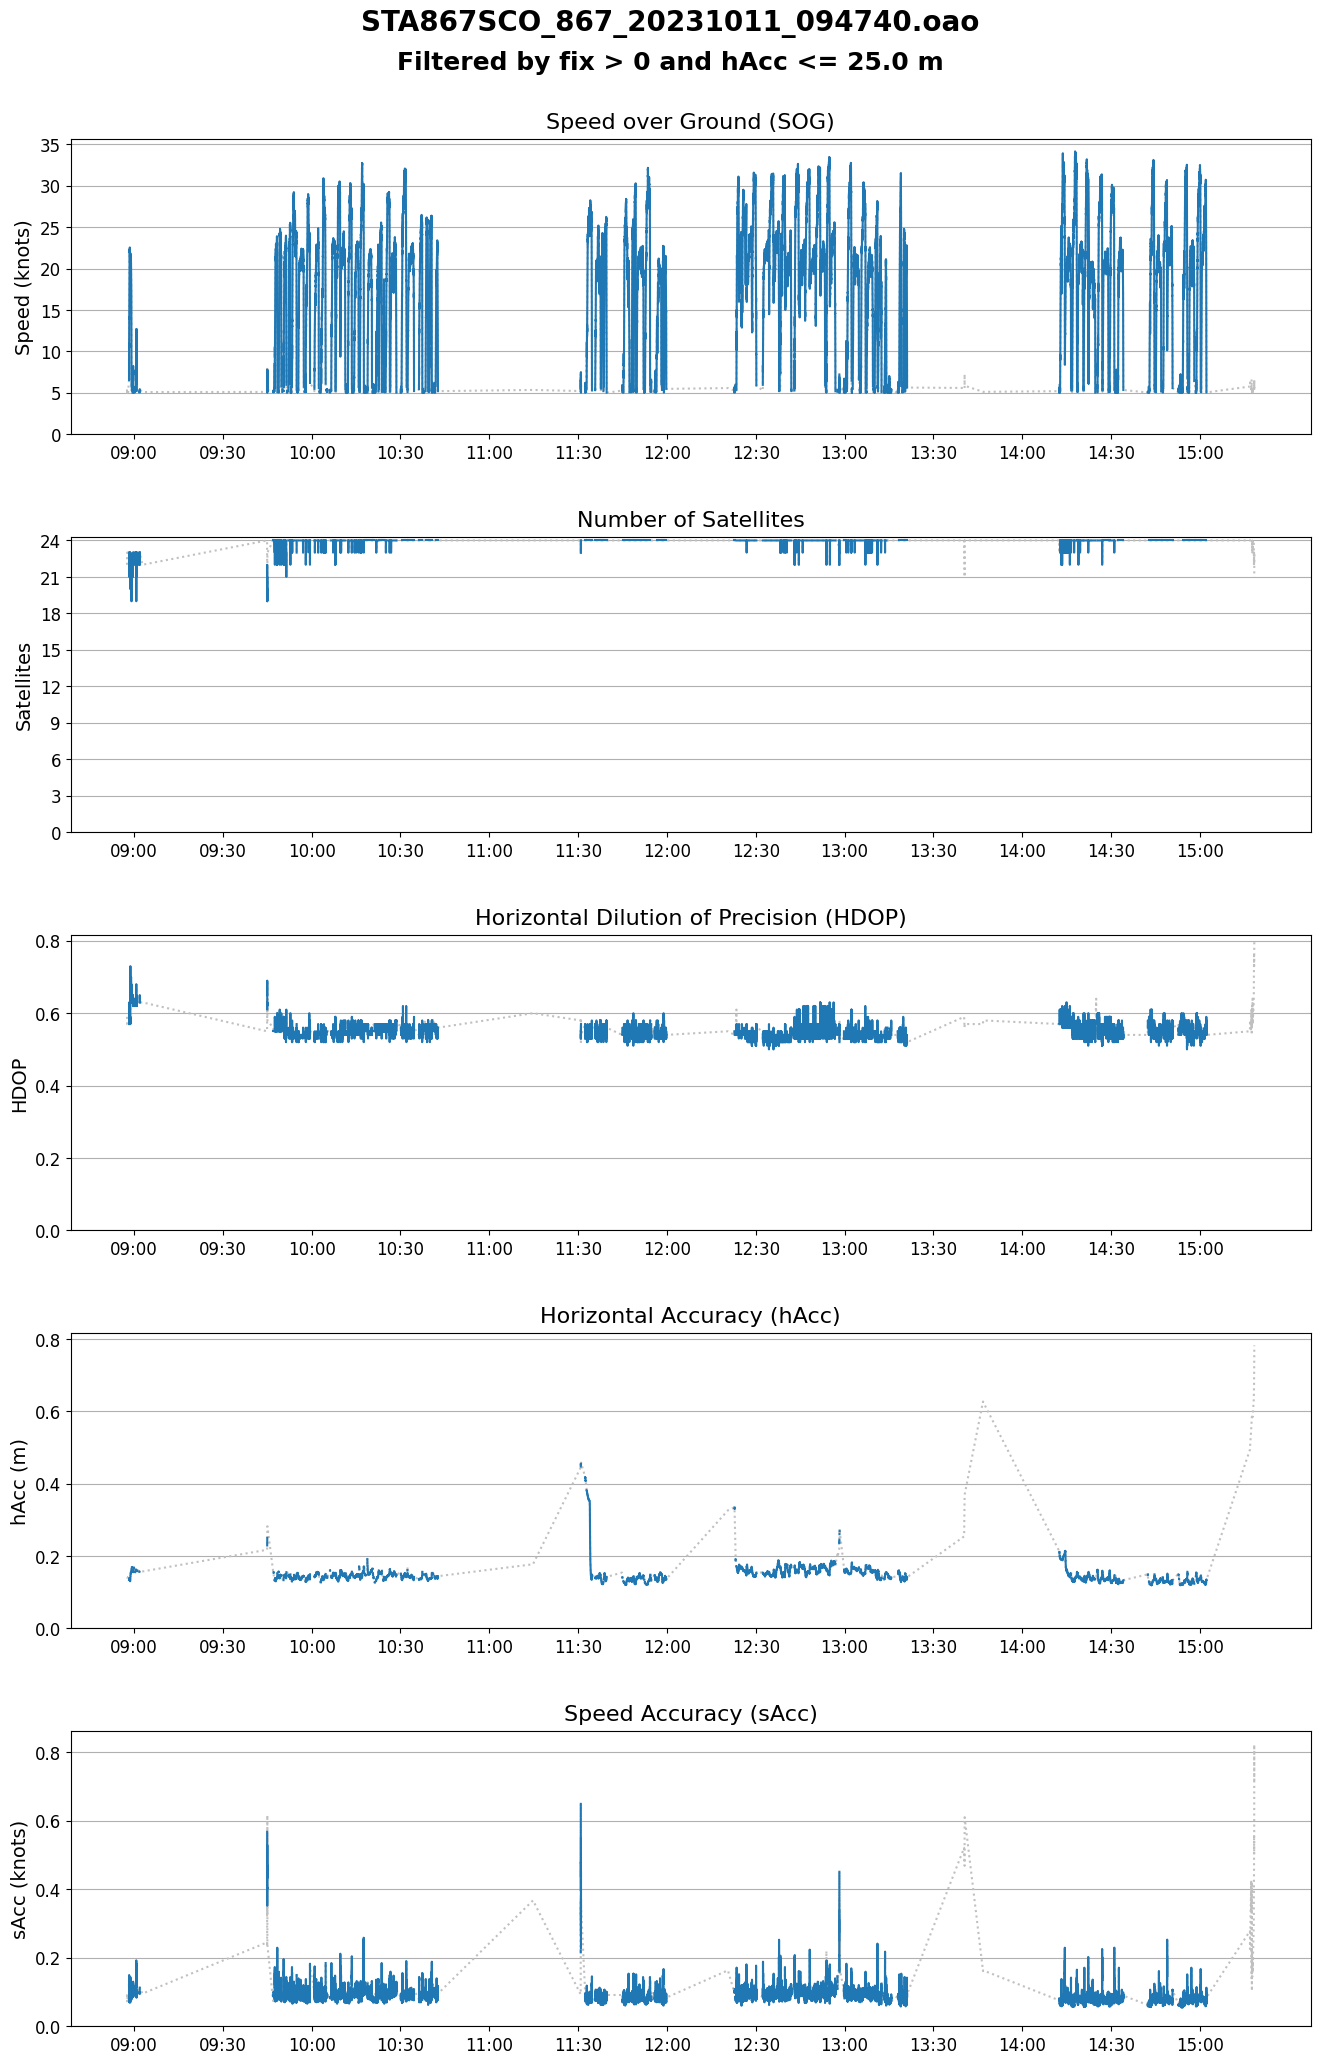 STA867SCO_867_20231011_094740.oao
Filtered by fix > 0 and hAcc <= 25.0 m
Speed over Ground (SOG)
35
30
25
20
15
10
5
0
Speed (knots)
09:00 09:30 10:00 10:30 11:00 11:30 12:00 12:30 13:00 13:30 14:00 14:30 15:00
Number of Satellites
24
21
18
15
12
9
6
3
0
Satellites
09:00 09:30 10:00 10:30 11:00 11:30 12:00 12:30 13:00 13:30 14:00 14:30 15:00
Horizontal Dilution of Precision (HDOP)
0.8
0.6
0.4
0.2
0.0
HDOP
09:00 09:30 10:00 10:30 11:00 11:30 12:00 12:30 13:00 13:30 14:00 14:30 15:00
Horizontal Accuracy (hAcc)
0.8
0.6
0.4
0.2
0.0
hAcc (m)
09:00 09:30 10:00 10:30 11:00 11:30 12:00 12:30 13:00 13:30 14:00 14:30 15:00
Speed Accuracy (sAcc)
0.8
0.6
0.4
0.2
0.0
sAcc (knots)
09:00 09:30 10:00 10:30 11:00 11:30 12:00 12:30 13:00 13:30 14:00 14:30 15:00